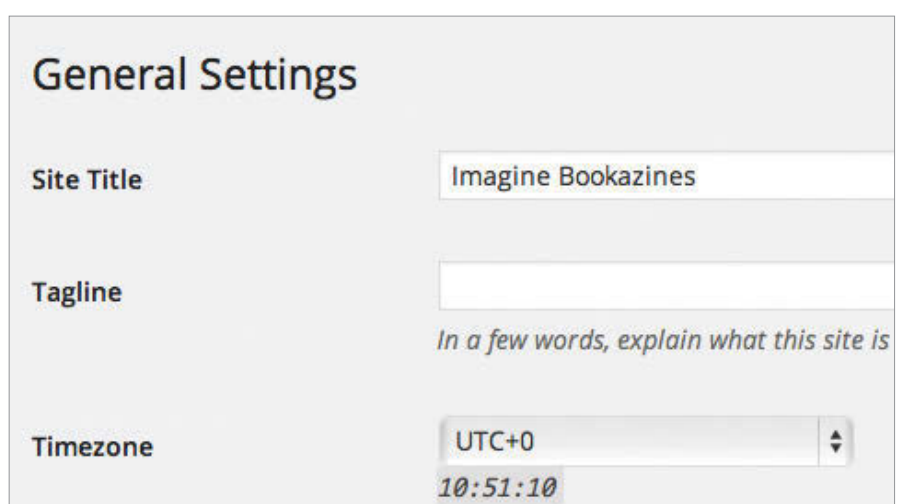 General Settings
Site Title
Imagine Bookazines
Tagline
In a few words, explain what this site is
Timezone
UTC+0
10:51:10